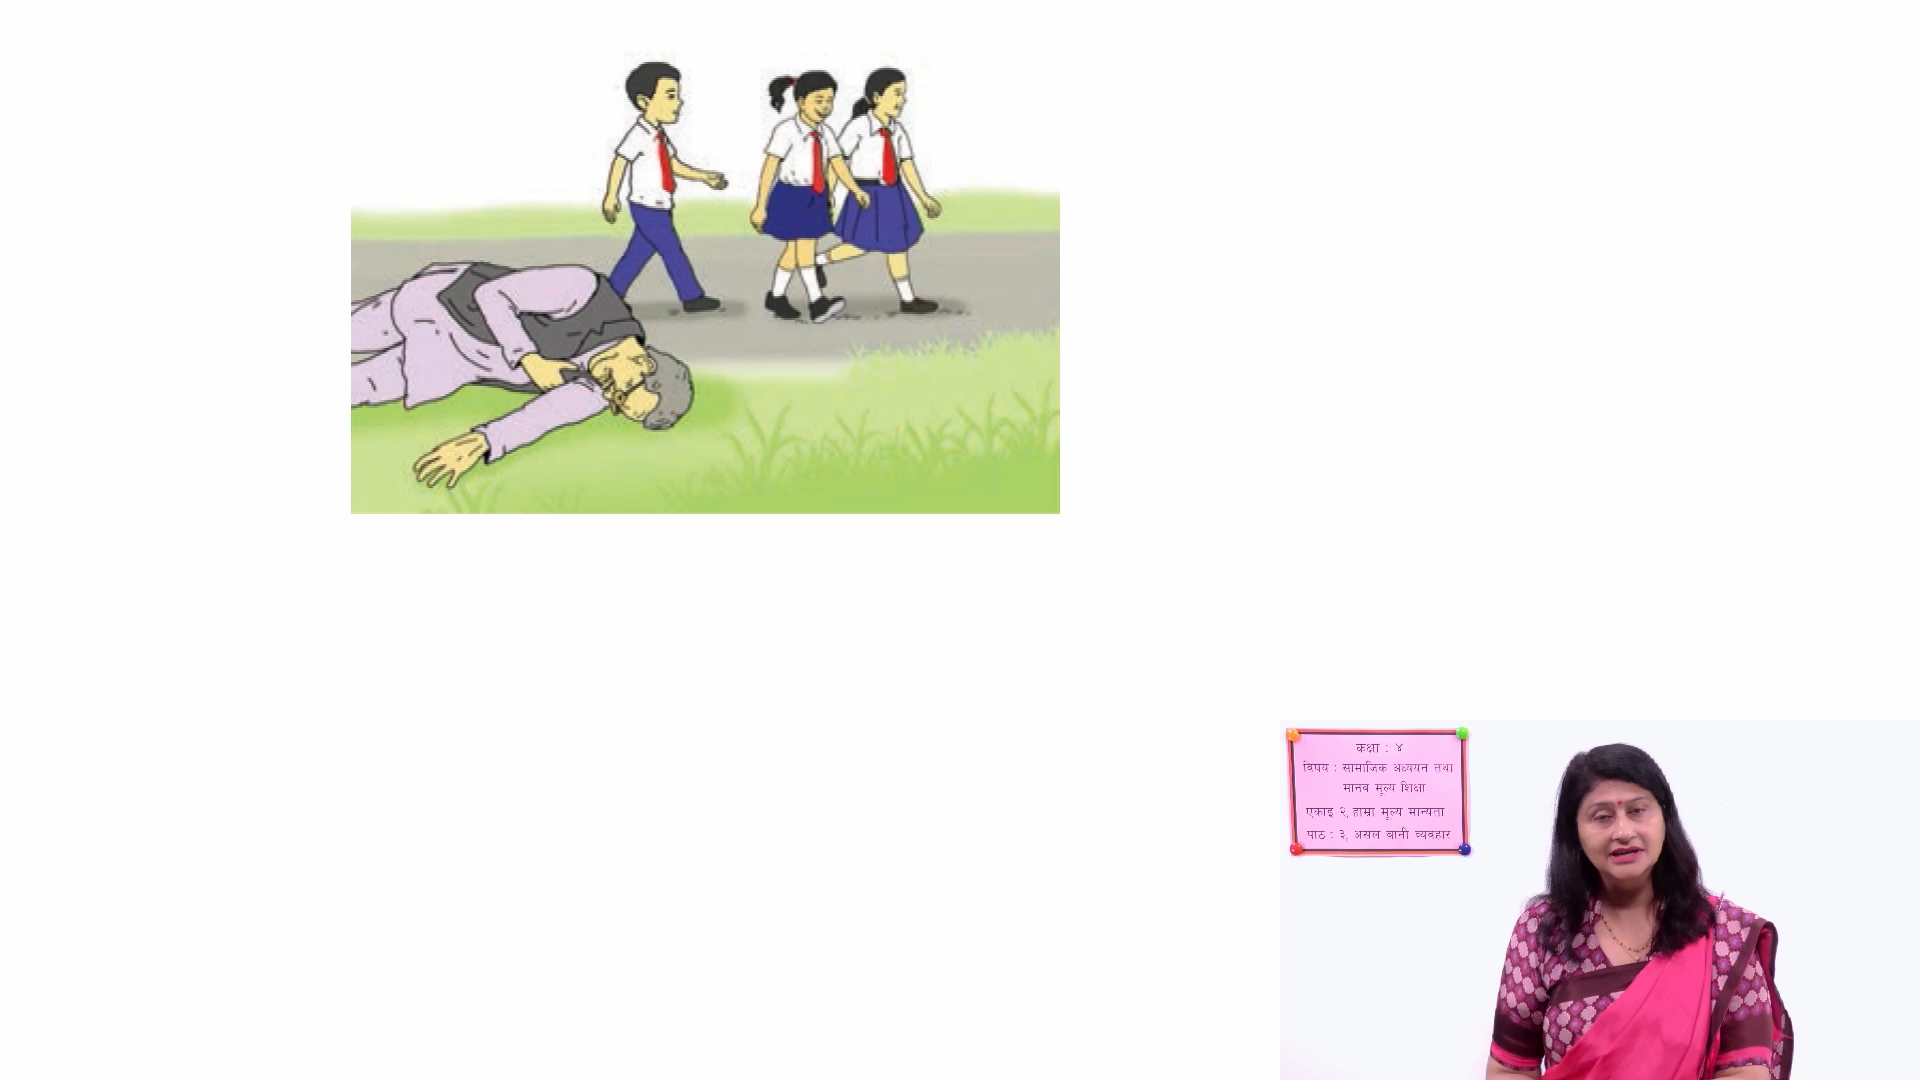 कक्षा : ४
विषय : सामाजिक अध्ययन तथा
मानव मूल्य शिक्षा
एकाइ २, हाम्रा मूल्य मान्यता
पाठ : ३, असल बानी व्यवहार